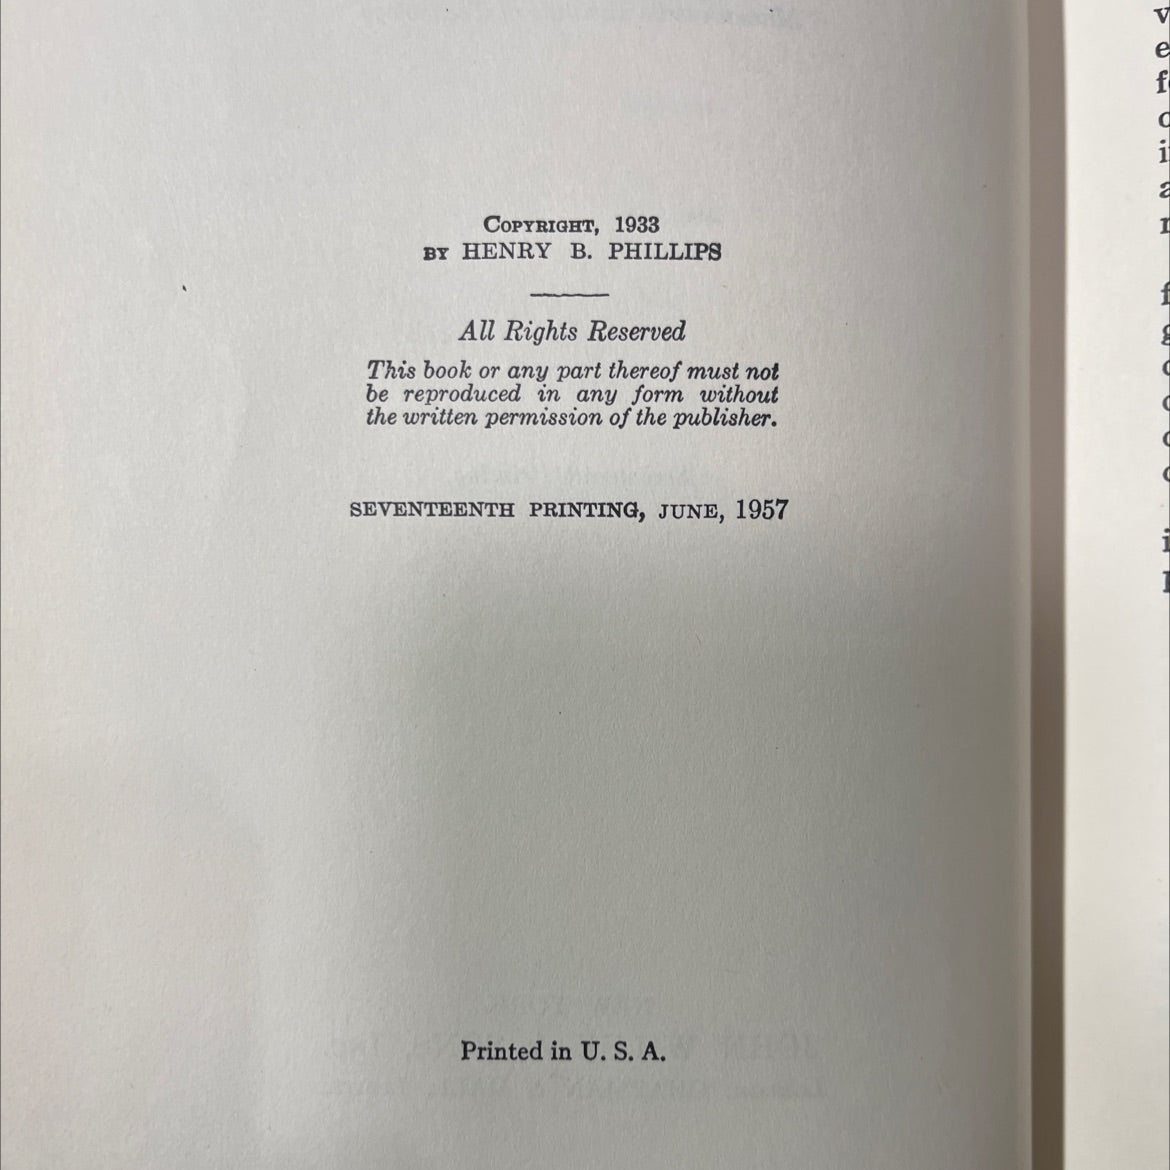 COPYRIGHT, 1933
BY HENRY B. PHILLIPS
All Rights Reserved
This book or any part thereof must not
be reproduced in any form without
the written permission of the publisher.
SEVENTEENTH PRINTING, JUNE, 1957
Printed in U. S. A.